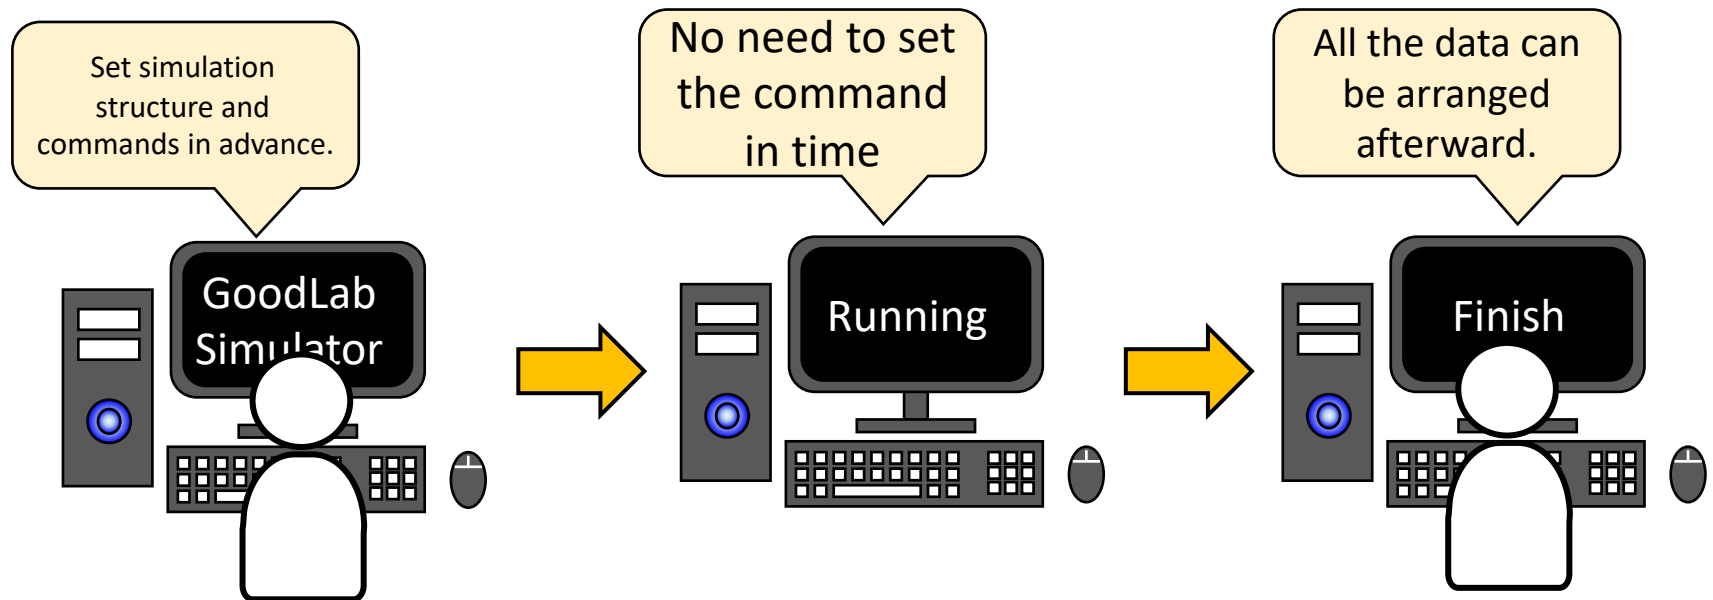 Set simulation
structure and
commands in advance.
GoodLab
Simulator
No need to set
the command
in time
Running
All the data can
be arranged
afterward.
Finish